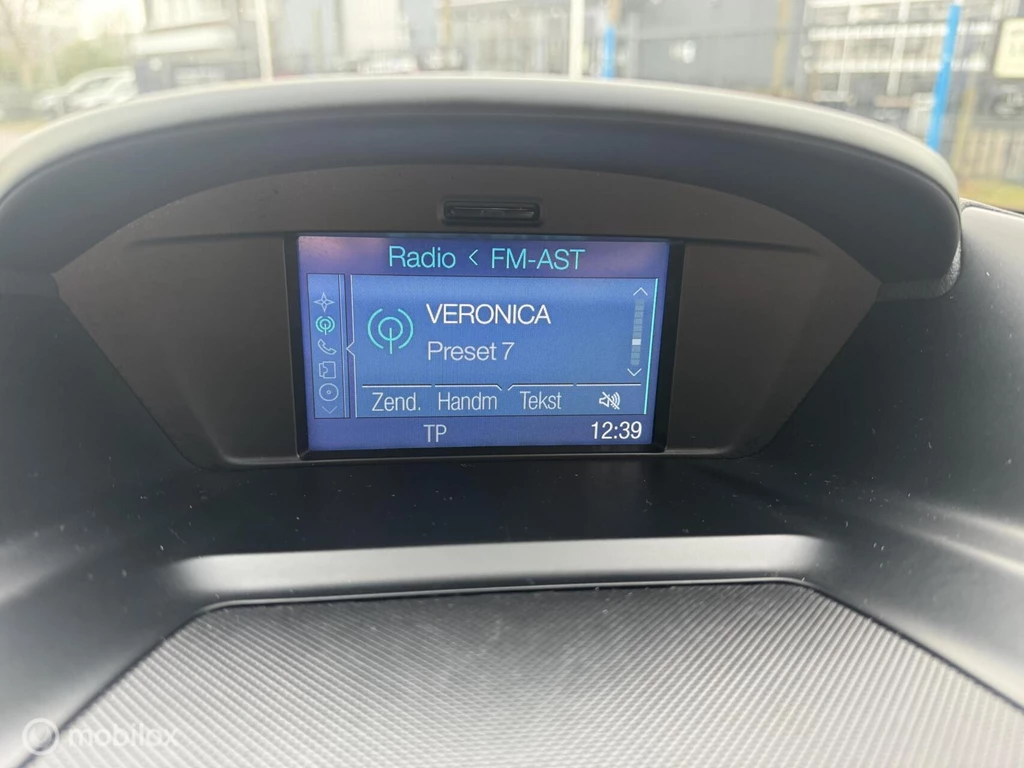 Radio < FM-AST
VERONICA
Preset 7
Zend. Handm Tekst
TP 12:39
mobilox